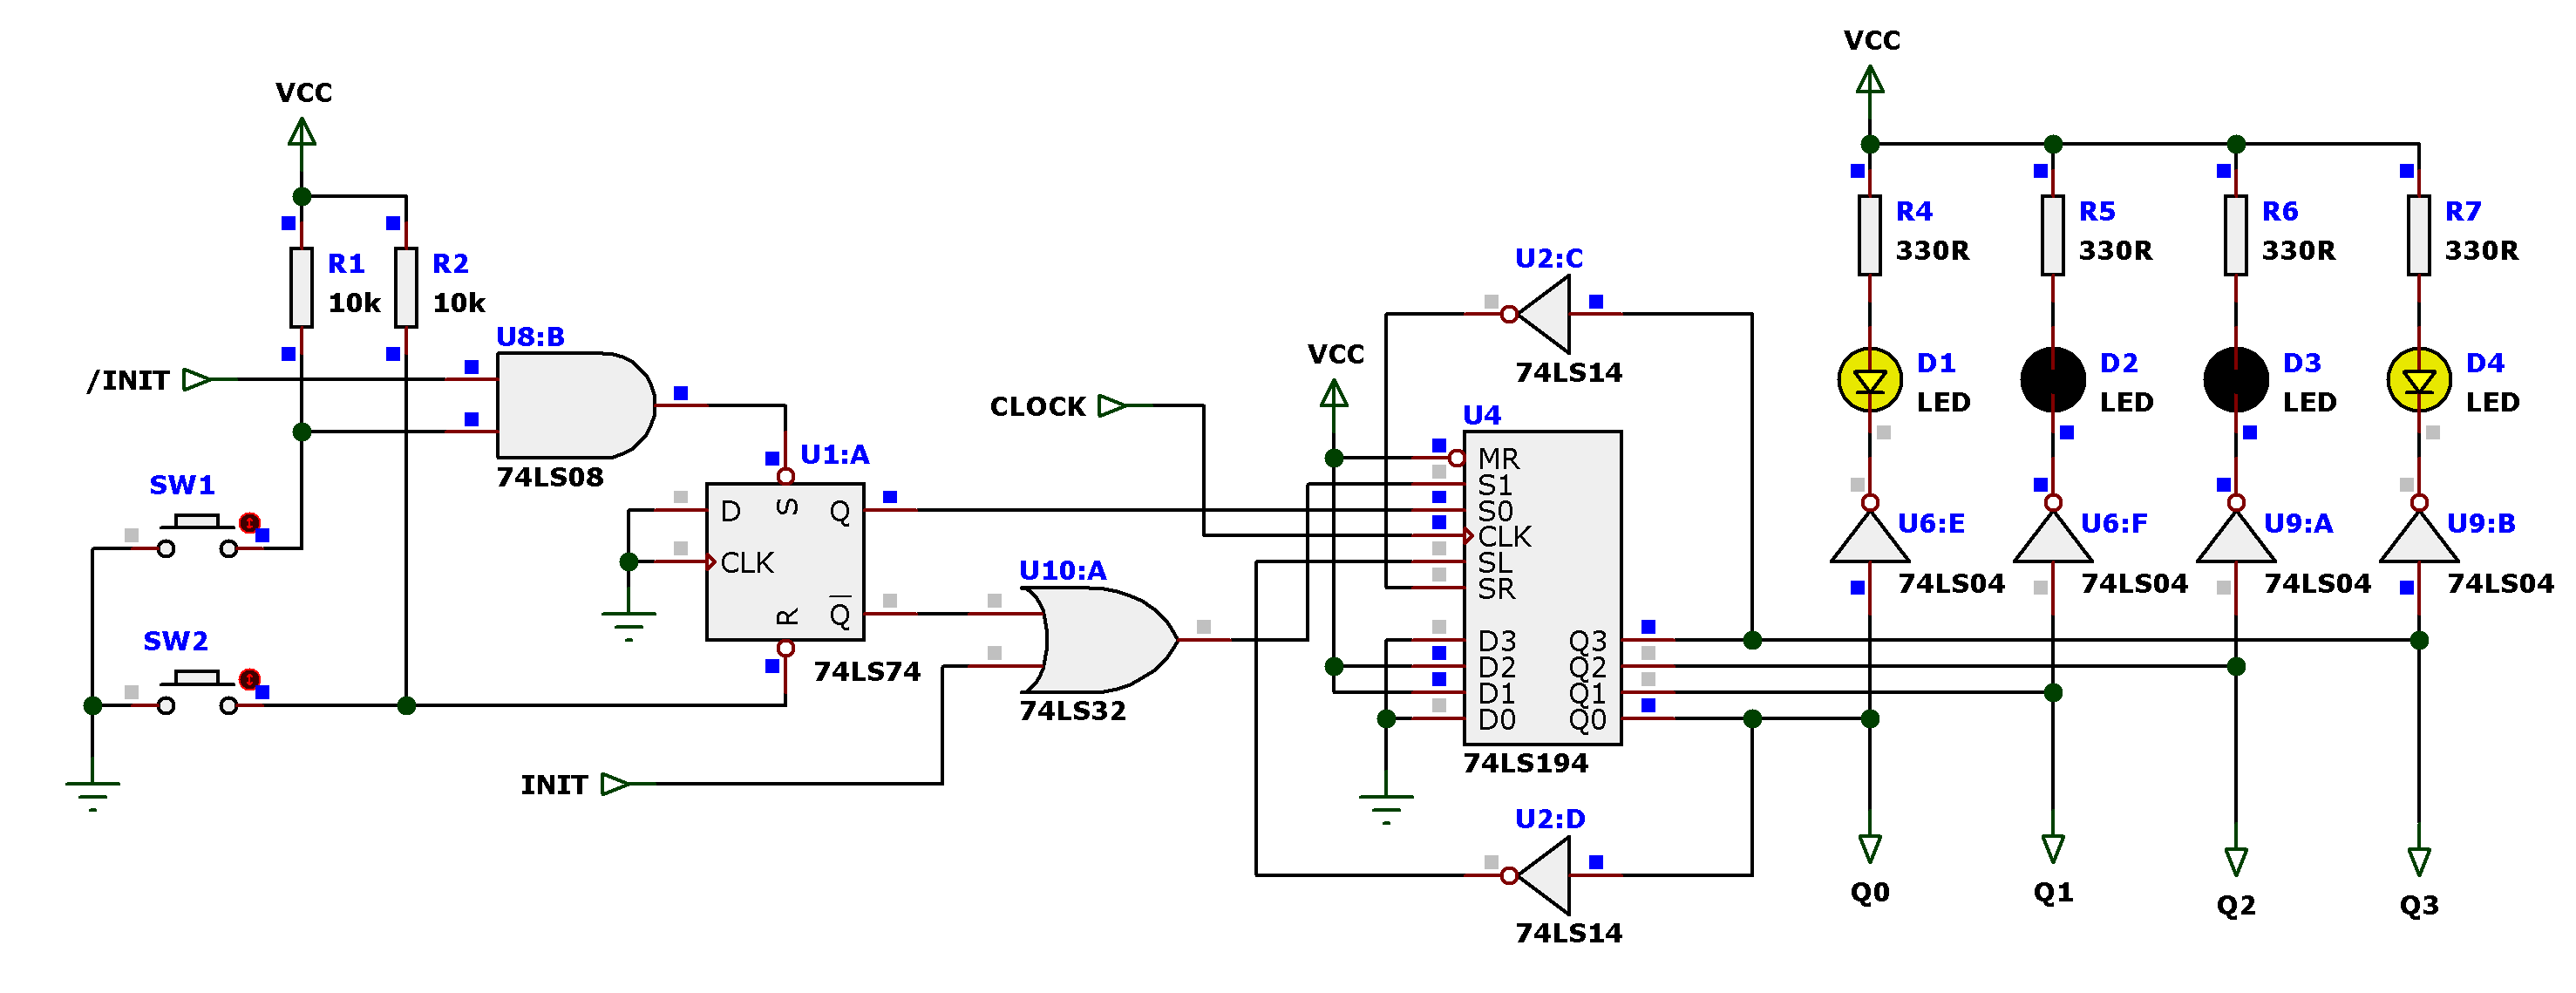 VCC
R1
10k
R2
10k
/INIT
U8:B
74LS08
SW1
SW2
U1:A
D
S
Q
CLK
R
Q
74LS74
INIT
U10:A
74LS32
CLOCK
VCC
U2:C
74LS14
U4
MR
S1
S0
CLK
SL
SR
D3 Q3
D2 Q2
D1 Q1
D0 Q0
74LS194
U2:D
74LS14
VCC
R4
330R
R5
330R
R6
330R
R7
330R
D1
LED
D2
LED
D3
LED
D4
LED
U6:E
74LS04
U6:F
74LS04
U9:A
74LS04
U9:B
74LS04
Q0
Q1
Q2
Q3